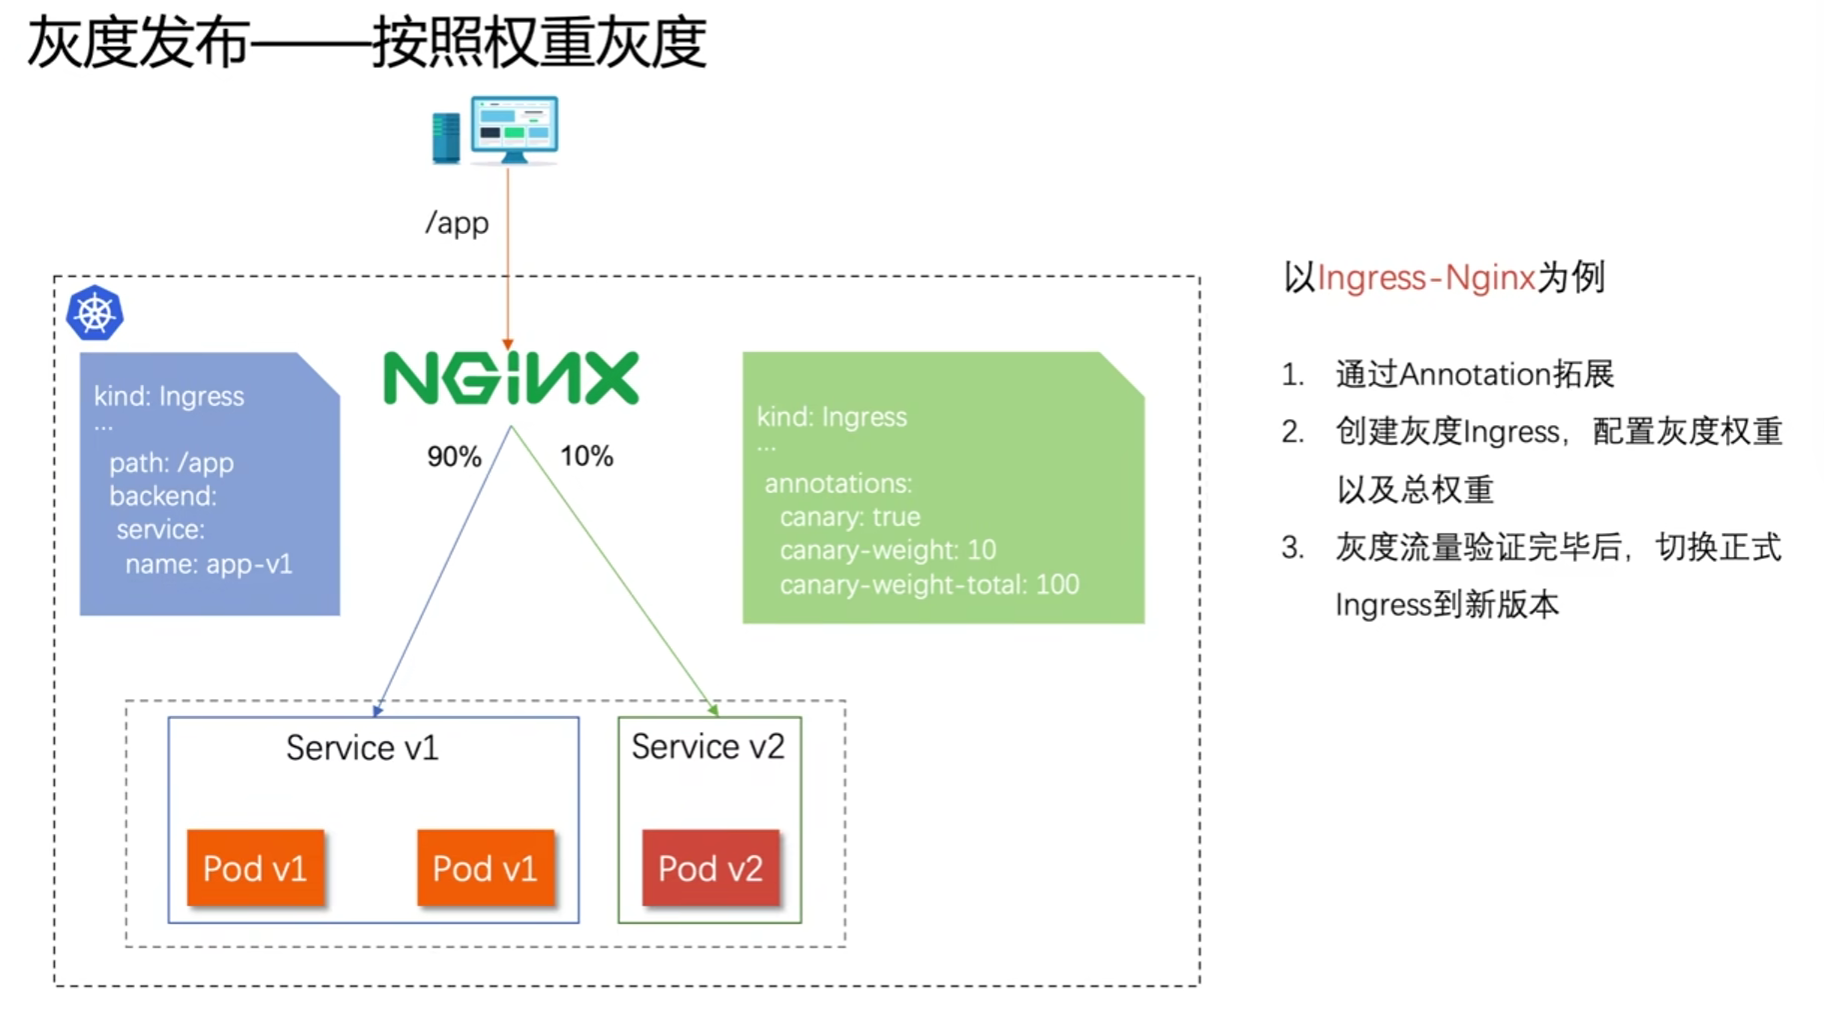 灰度发布——按照权重灰度
/app
kind: Ingress
...
path: /app
backend:
service:
name: app-v1
NGINX
90%
10%
kind: Ingress
...
annotations:
canary: true
canary-weight: 10
canary-weight-total: 100
Service v1
Pod v1
Pod v1
Service v2
Pod v2
以Ingress-Nginx为例
1. 通过Annotation拓展
2. 创建灰度Ingress，配置灰度权重
以及总权重
3. 灰度流量验证完毕后，切换正式
Ingress到新版本